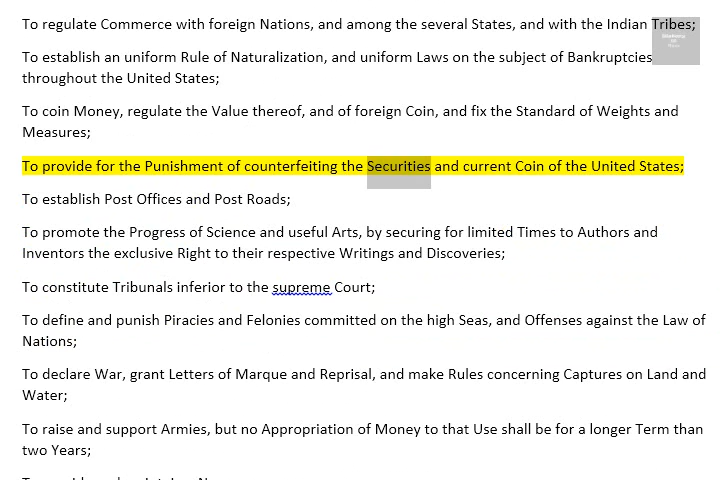 To regulate Commerce with foreign Nations, and among the several States, and with the Indian Tribes;
To establish an uniform Rule of Naturalization, and uniform Laws on the subject of Bankruptcies
throughout the United States;
To coin Money, regulate the Value thereof, and of foreign Coin, and fix the Standard of Weights and
Measures;
To provide for the Punishment of counterfeiting the Securities and current Coin of the United States;
To establish Post Offices and Post Roads;
To promote the Progress of Science and useful Arts, by securing for limited Times to Authors and
Inventors the exclusive Right to their respective Writings and Discoveries;
To constitute Tribunals inferior to the supreme Court;
To define and punish Piracies and Felonies committed on the high Seas, and Offenses against the Law of
Nations;
To declare War, grant Letters of Marque and Reprisal, and make Rules concerning Captures on Land and
Water;
To raise and support Armies, but no Appropriation of Money to that Use shall be for a longer Term than
two Years;